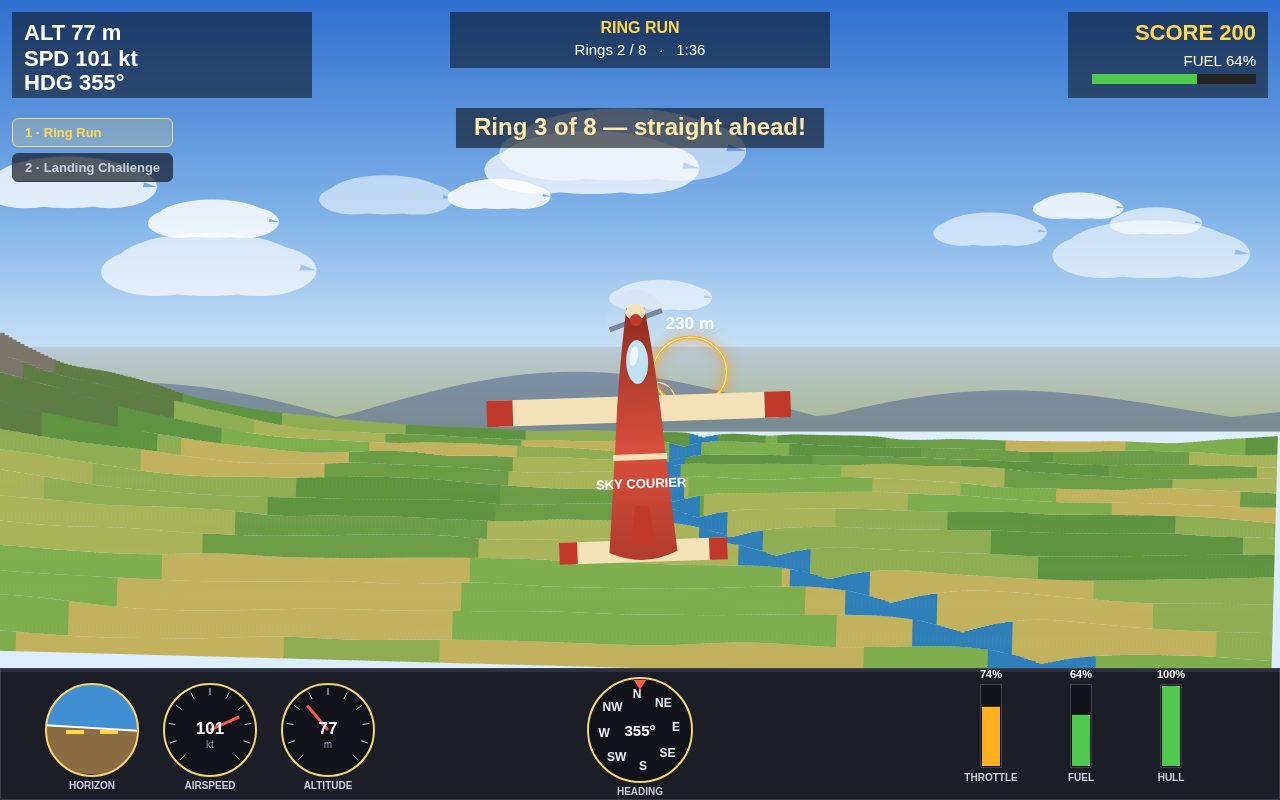 ALT 77 m
SPD 101 kt
HDG 355°
RING RUN
Rings 2 / 8 · 1:36
SCORE 200
FUEL 64%
1 · Ring Run
2 · Landing Challenge
Ring 3 of 8 — straight ahead!
230 m
SKY COURIER
101
kt
AIRSPEED
HORIZON
77
m
ALTITUDE
N
NE
E
SE
S
SW
W
NW
355°
HEADING
74%
THROTTLE
64%
FUEL
100%
HULL